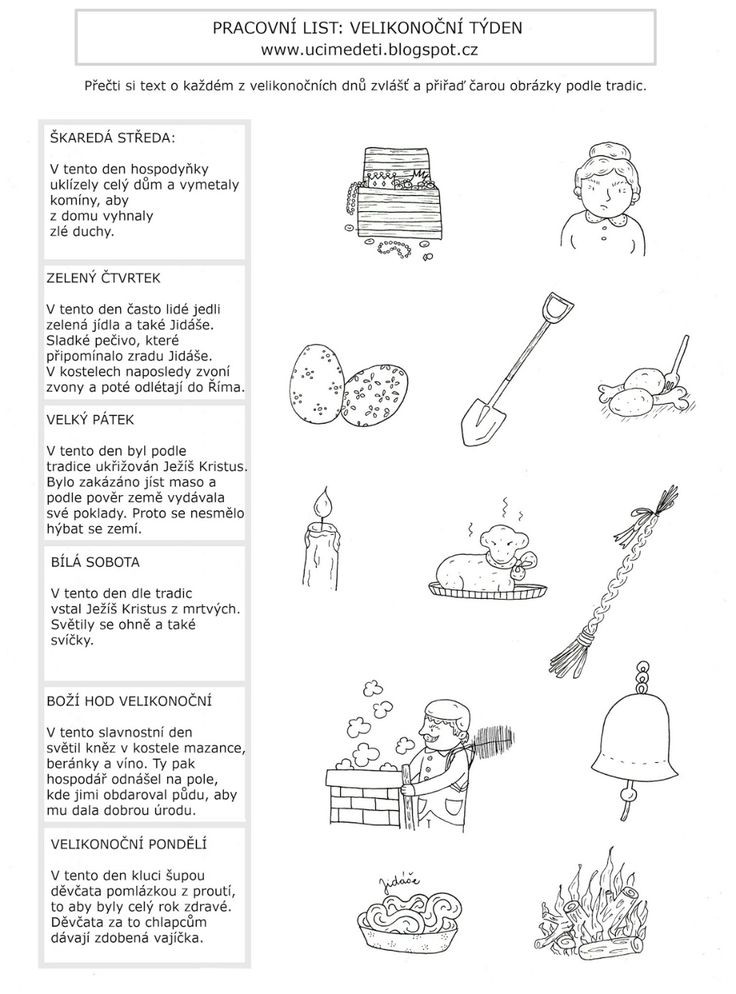 PRACOVNÍ LIST: VELIKONOČNÍ TÝDEN
www.ucimedeti.blogspot.cz
Přečti si text o každém z velikonočních dnů zvlášť a přiřaď čarou obrázky podle tradic.
ŠKAREDÁ STŘEDA:
V tento den hospodyňky
uklízely celý dům a vymetaly
komíny, aby
z domu vyhnaly
zlé duchy.
ZELENÝ ČTVRTEK
V tento den často lidé jedli
zelená jídla a také Jidáše.
Sladké pečivo, které
připomínalo zradu Jidáše.
V kostelech naposledy zvoní
zvony a poté odlétají do Říma.
VELKÝ PÁTEK
V tento den byl podle
tradice ukřižován Ježíš Kristus.
Bylo zakázáno jíst maso a
podle pověr země vydávala
své poklady. Proto se nesmělo
hýbat se zemí.
BÍLÁ SOBOTA
V tento den dle tradic
vstal Ježíš Kristus z mrtvých.
Světily se ohně a také
svíčky.
BOŽÍ HOD VELIKONOČNÍ
V tento slavnostní den
světil kněz v kostele mazance,
beránky a víno. Ty pak
hospodář odnášel na pole,
kde jimi obdaroval půdu, aby
mu dala dobrou úrodu.
VELIKONOČNÍ PONDĚLÍ
V tento den kluci šupou
děvčata pomlázkou z proutí,
to aby byly celý rok zdravé.
Děvčata za to chlapcům
dávají zdobená vajíčka.
Jidáše